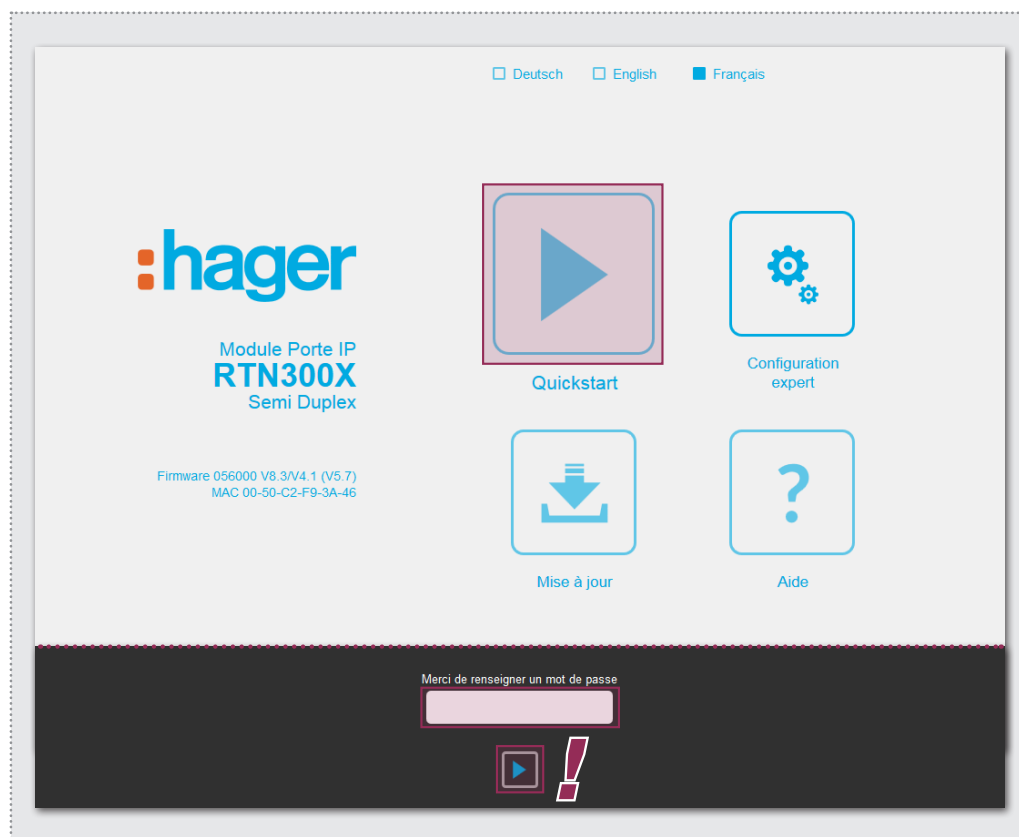 Deutsch English Français
:hager
Module Porte IP
RTN300X
Semi Duplex
Firmware 056000 V8.3/V4.1 (V5.7)
MAC 00-50-C2-F9-3A-46
Quickstart
Configuration
expert
Mise à jour
?
Aide
Merci de renseigner un mot de passe
!